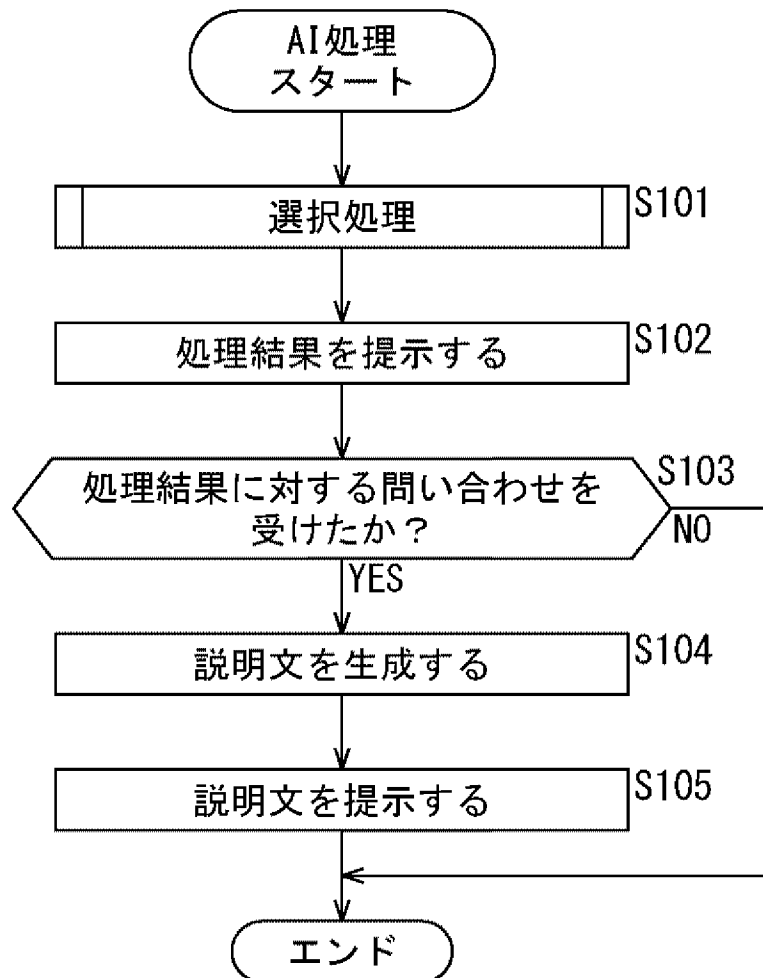 AI処理
スタート
選択処理
S101
処理結果を提示する
S102
処理結果に対する問い合わせを
受けたか？
S103
NO
YES
説明文を生成する
S104
説明文を提示する
S105
エンド